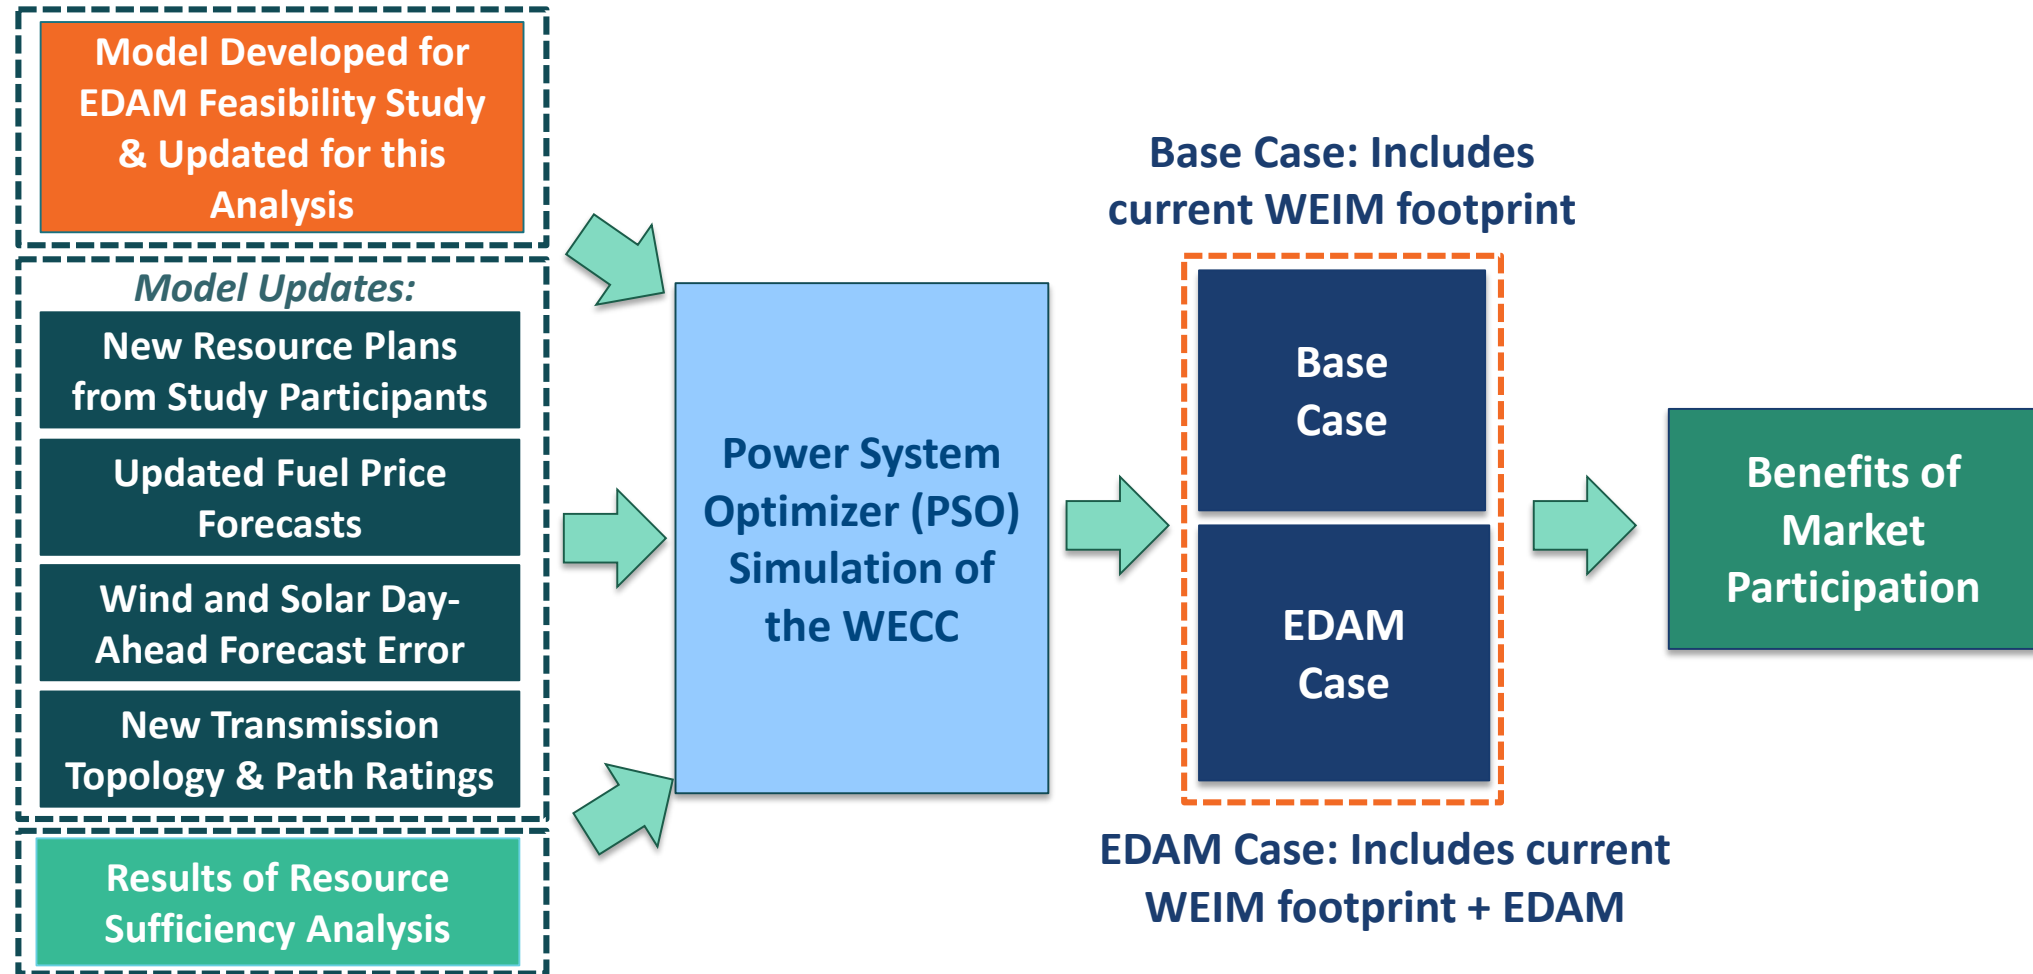 Model Developed for
EDAM Feasibility Study
& Updated for this
Analysis
Model Updates:
New Resource Plans
from Study Participants
Updated Fuel Price
Forecasts
Wind and Solar Day-
Ahead Forecast Error
New Transmission
Topology & Path Ratings
Results of Resource
Sufficiency Analysis
Power System
Optimizer (PSO)
Simulation of
the WECC
Base Case: Includes
current WEIM footprint
Base
Case
EDAM
Case
EDAM Case: Includes current
WEIM footprint + EDAM
Benefits of
Market
Participation